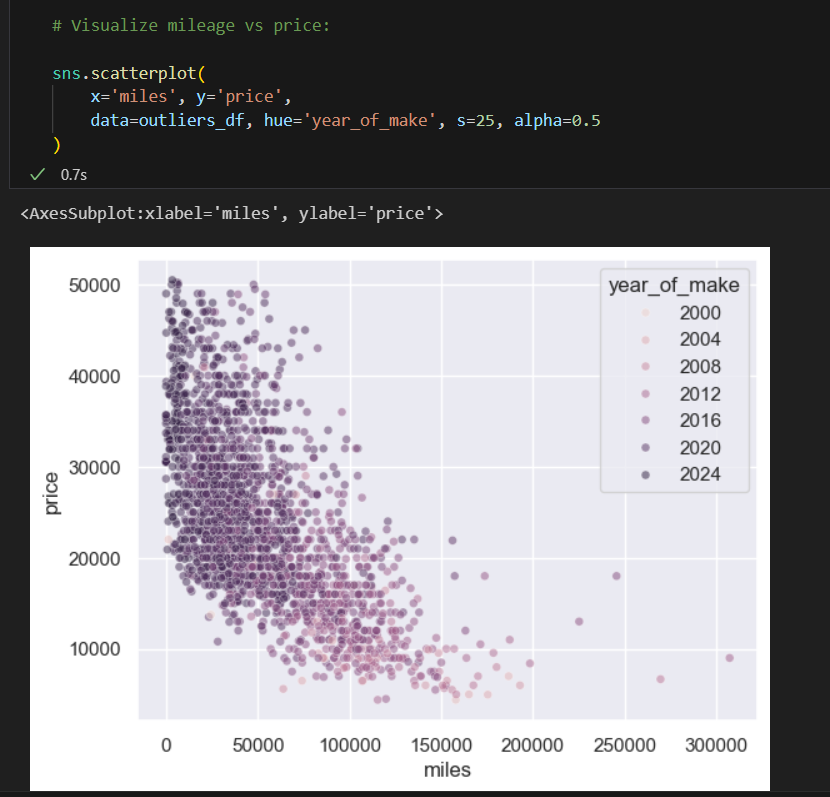 # Visualize mileage vs price:
sns.scatterplot(
x='miles', y='price',
data=outliers_df, hue='year_of_make', s=25, alpha=0.5
)
0.7s
<AxesSubplot:xlabel='miles', ylabel='price'>
year_of_make
2000
2004
2008
2012
2016
2020
2024
50000
40000
30000
20000
10000
price
0 50000 100000 150000 200000 250000 300000
miles